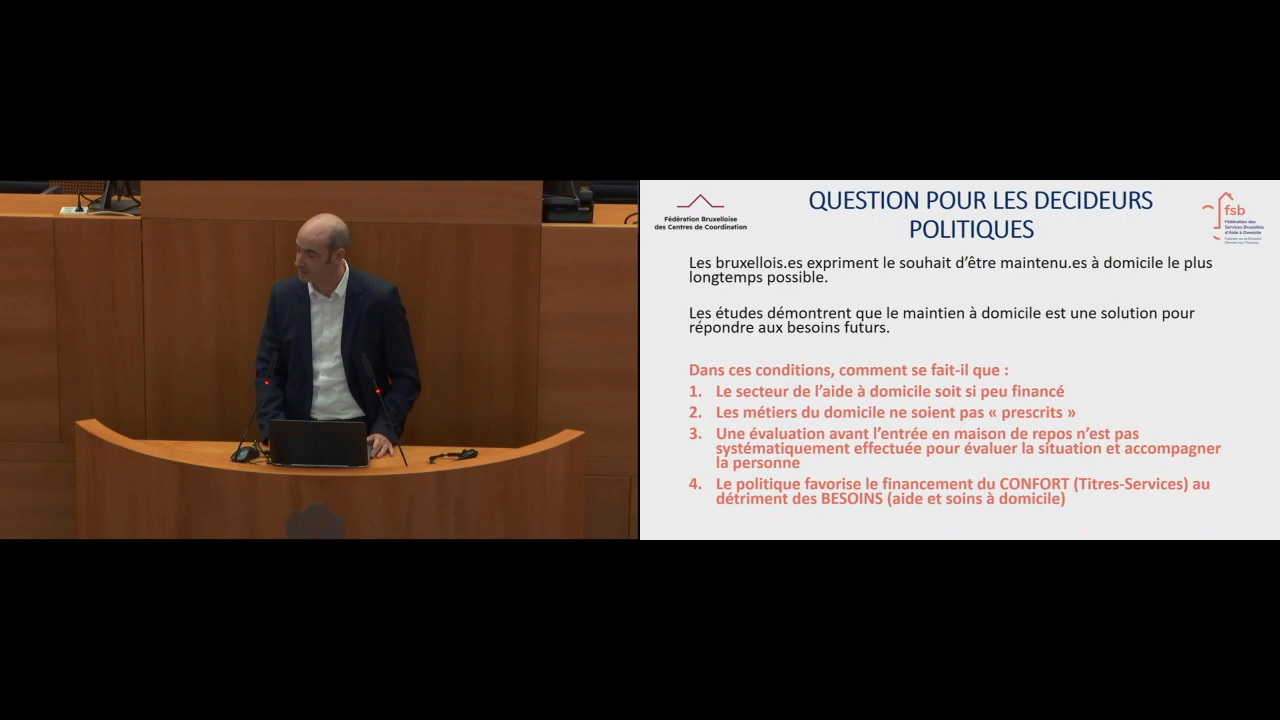 Fédération Bruxelloise
des Centres de Coordination
QUESTION POUR LES DECIDEURS
POLITIQUES
fsb
Fédération des
Services Bruxellois
d'Aide à Domicile
Les bruxellois.es expriment le souhait d'être maintenu.es à domicile le plus
longtemps possible.
Les études démontrent que le maintien à domicile est une solution pour
répondre aux besoins futurs.
Dans ces conditions, comment se fait-il que :
1. Le secteur de l'aide à domicile soit si peu financé
2. Les métiers du domicile ne soient pas « prescrits »
3. Une évaluation avant l'entrée en maison de repos n'est pas
systématiquement effectuée pour évaluer la situation et accompagner
la personne
4. Le politique favorise le financement du CONFORT (Titres-Services) au
détriment des BESOINS (aide et soins à domicile)